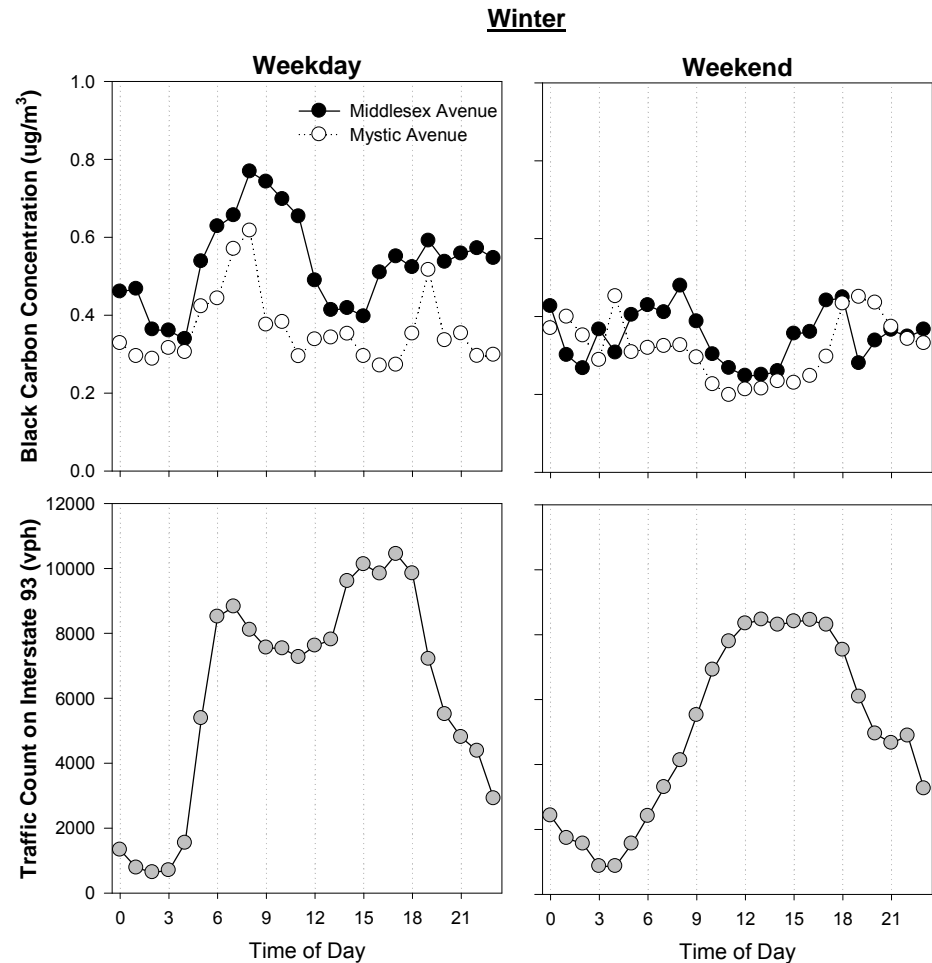 Winter
Weekday
Weekend
Black Carbon Concentration (ug/m³)
1.0
0.8
0.6
0.4
0.2
0.0
Middlesex Avenue
Mystic Avenue
Traffic Count on Interstate 93 (vph)
12000
10000
8000
6000
4000
2000
0
0 3 6 9 12 15 18 21
Time of Day
0 3 6 9 12 15 18 21
Time of Day